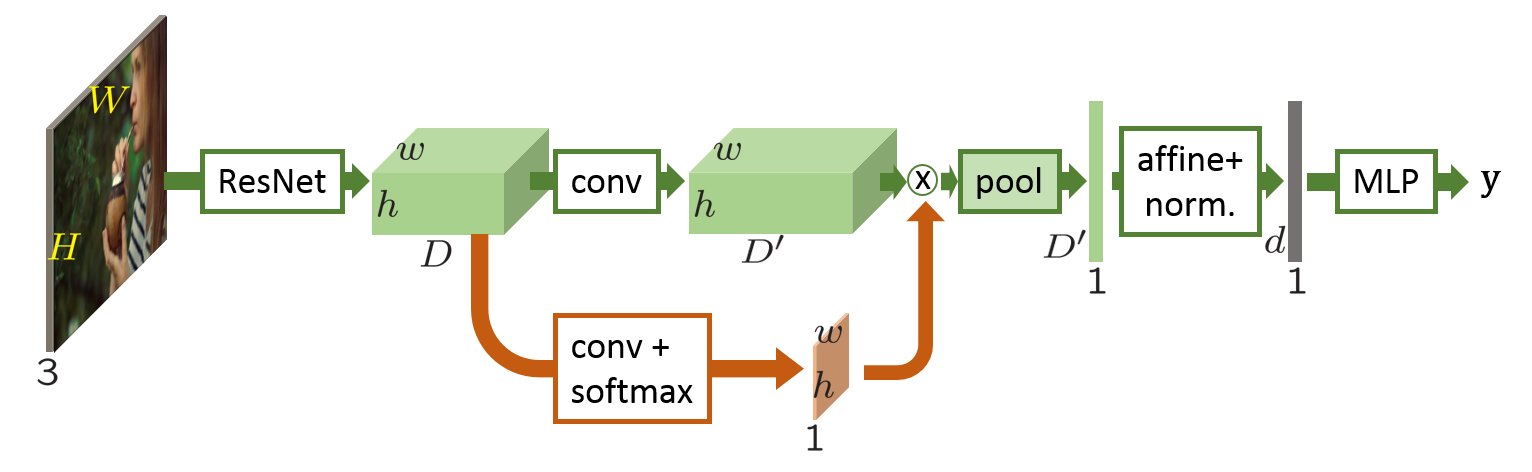 W
H
3
ResNet
w
h
D
conv
w
h
D′
x
pool
D′
1
affine+
norm.
d
1
MLP
y
conv +
softmax
w
h
1